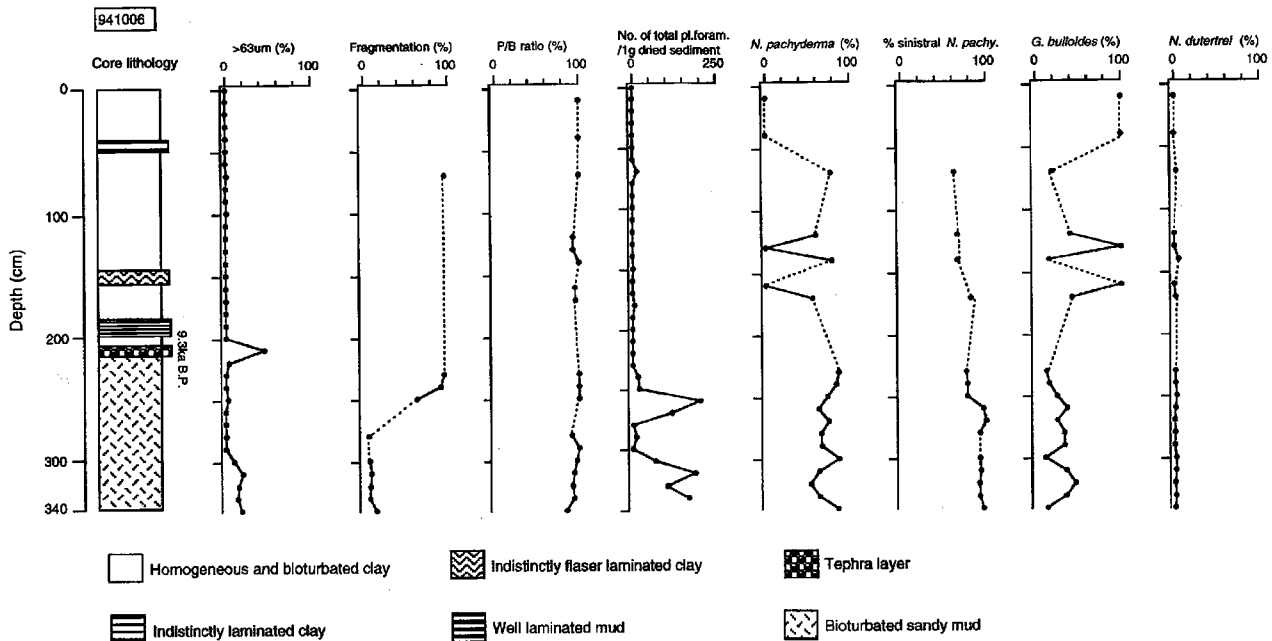 941006
Core lithology
>63um (%)
0 100
Fragmentation (%)
0 100
P/B ratio (%)
0 100
No. of total pl.foram.
/1g dried sediment
0 250
N. pachyderma (%)
0 100
% sinistral N. pachy.
0 100
G. bulloides (%)
0 100
N. dutertrei (%)
0 100
Depth (cm)
0
100
200
300
340
9.3ka B.P.
Homogeneous and bioturbated clay
Indistinctly flaser laminated clay
Tephra layer
Indistinctly laminated clay
Well laminated mud
Bioturbated sandy mud